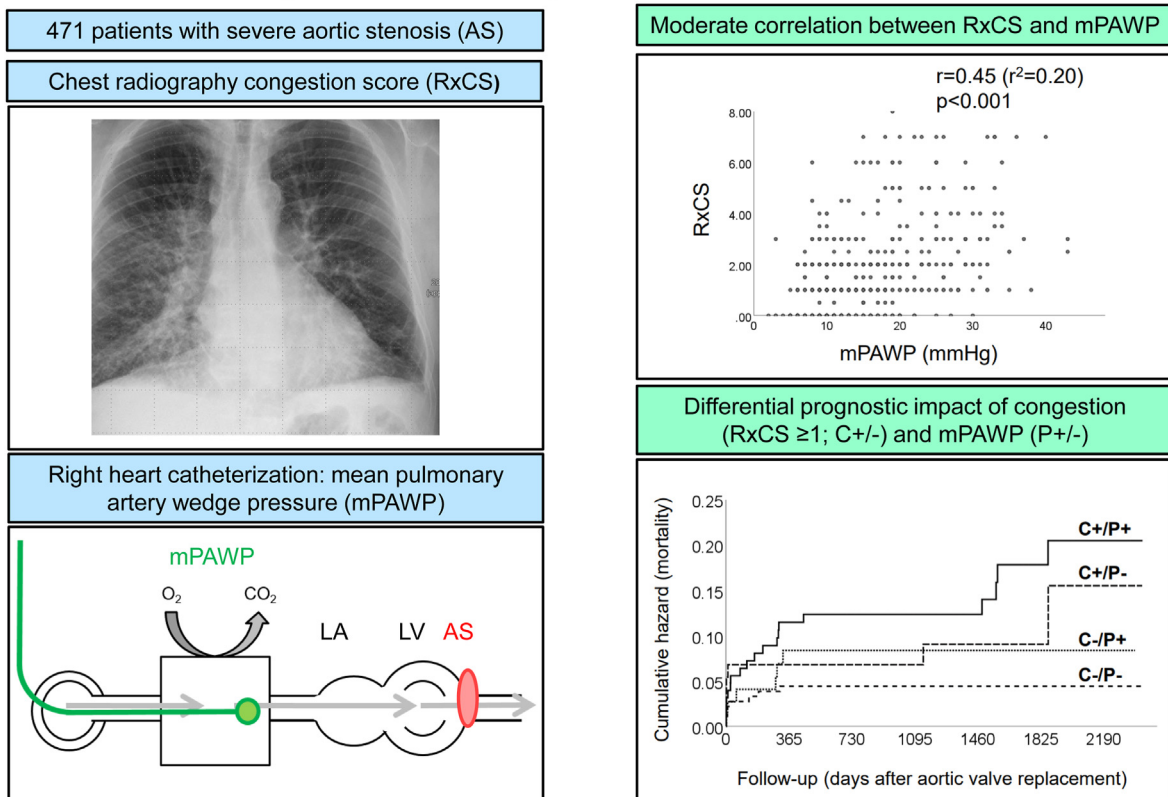 471 patients with severe aortic stenosis (AS)
Chest radiography congestion score (RxCS)
Right heart catheterization: mean pulmonary
artery wedge pressure (mPAWP)
mPAWP
O₂
CO₂
LA
LV
AS
Moderate correlation between RxCS and mPAWP
r=0.45 (r²=0.20)
p<0.001
RxCS
8.00
6.00
4.00
2.00
.00
0
10
20
30
40
mPAWP (mmHg)
Differential prognostic impact of congestion
(RxCS ≥1; C+/-) and mPAWP (P+/-)
Cumulative hazard (mortality)
0.25
0.20
0.15
0.10
0.05
0.00
C+/P+
C+/P-
C-/P+
C-/P-
0
365
730
1095
1460
1825
2190
Follow-up (days after aortic valve replacement)